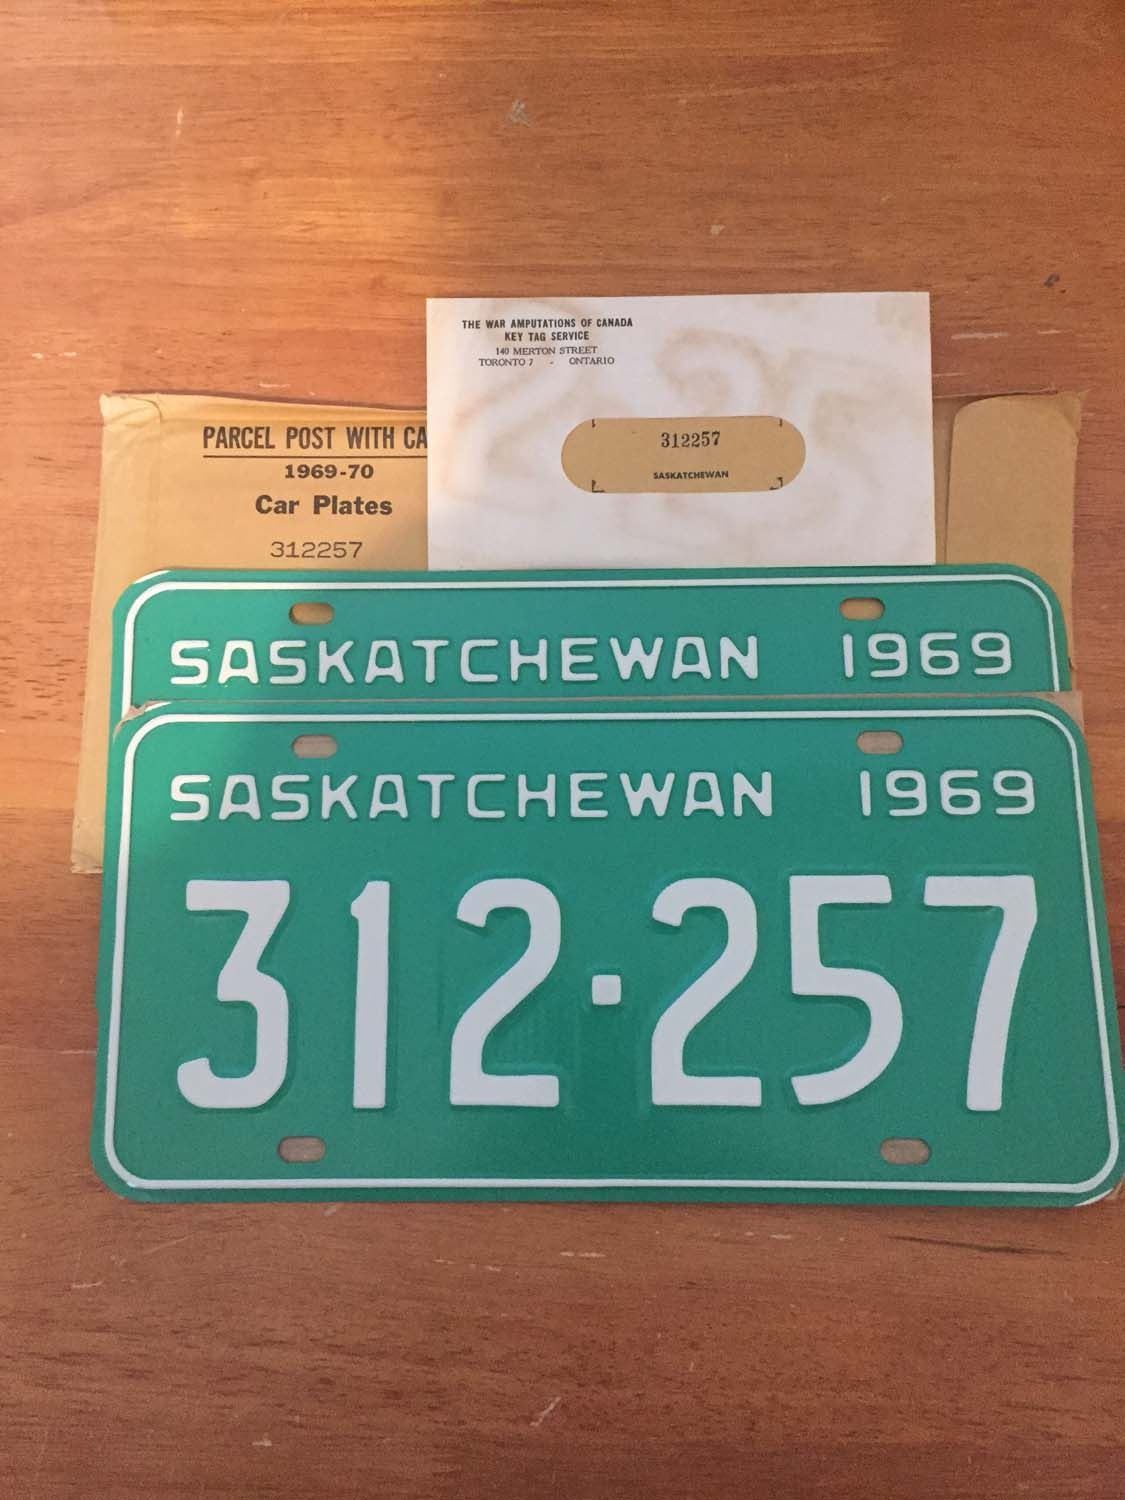 THE WAR AMPUTATIONS OF CANADA
KEY TAG SERVICE
140 MERTON STREET
TORONTO 7 - ONTARIO
312257
SASKATCHEWAN
PARCEL POST WITH CA
1969-70
Car Plates
312257
SASKATCHEWAN 1969
SASKATCHEWAN 1969
312·257